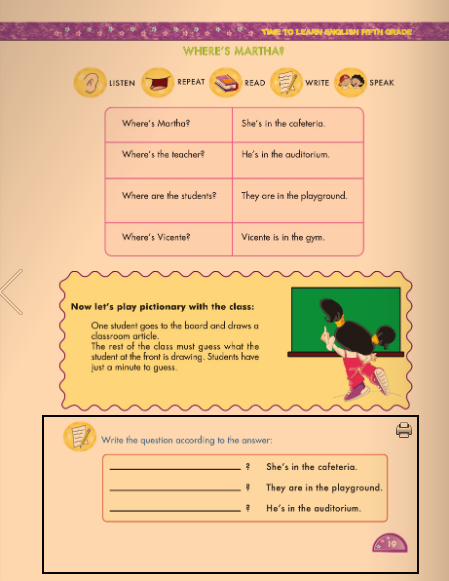 TIME TO LEARN ENGLISH FIFTH GRADE
WHERE'S MARTHA?
LISTEN REPEAT READ WRITE SPEAK
Where's Martha? She's in the cafeteria.
Where's the teacher? He's in the auditorium.
Where are the students? They are in the playground.
Where's Vicente? Vicente is in the gym.
Now let's play pictionary with the class:
One student goes to the board and draws a
classroom article.
The rest of the class must guess what the
student at the front is drawing. Students have
just a minute to guess.
Write the question according to the answer:
? She's in the cafeteria.
? They are in the playground.
? He's in the auditorium.
19